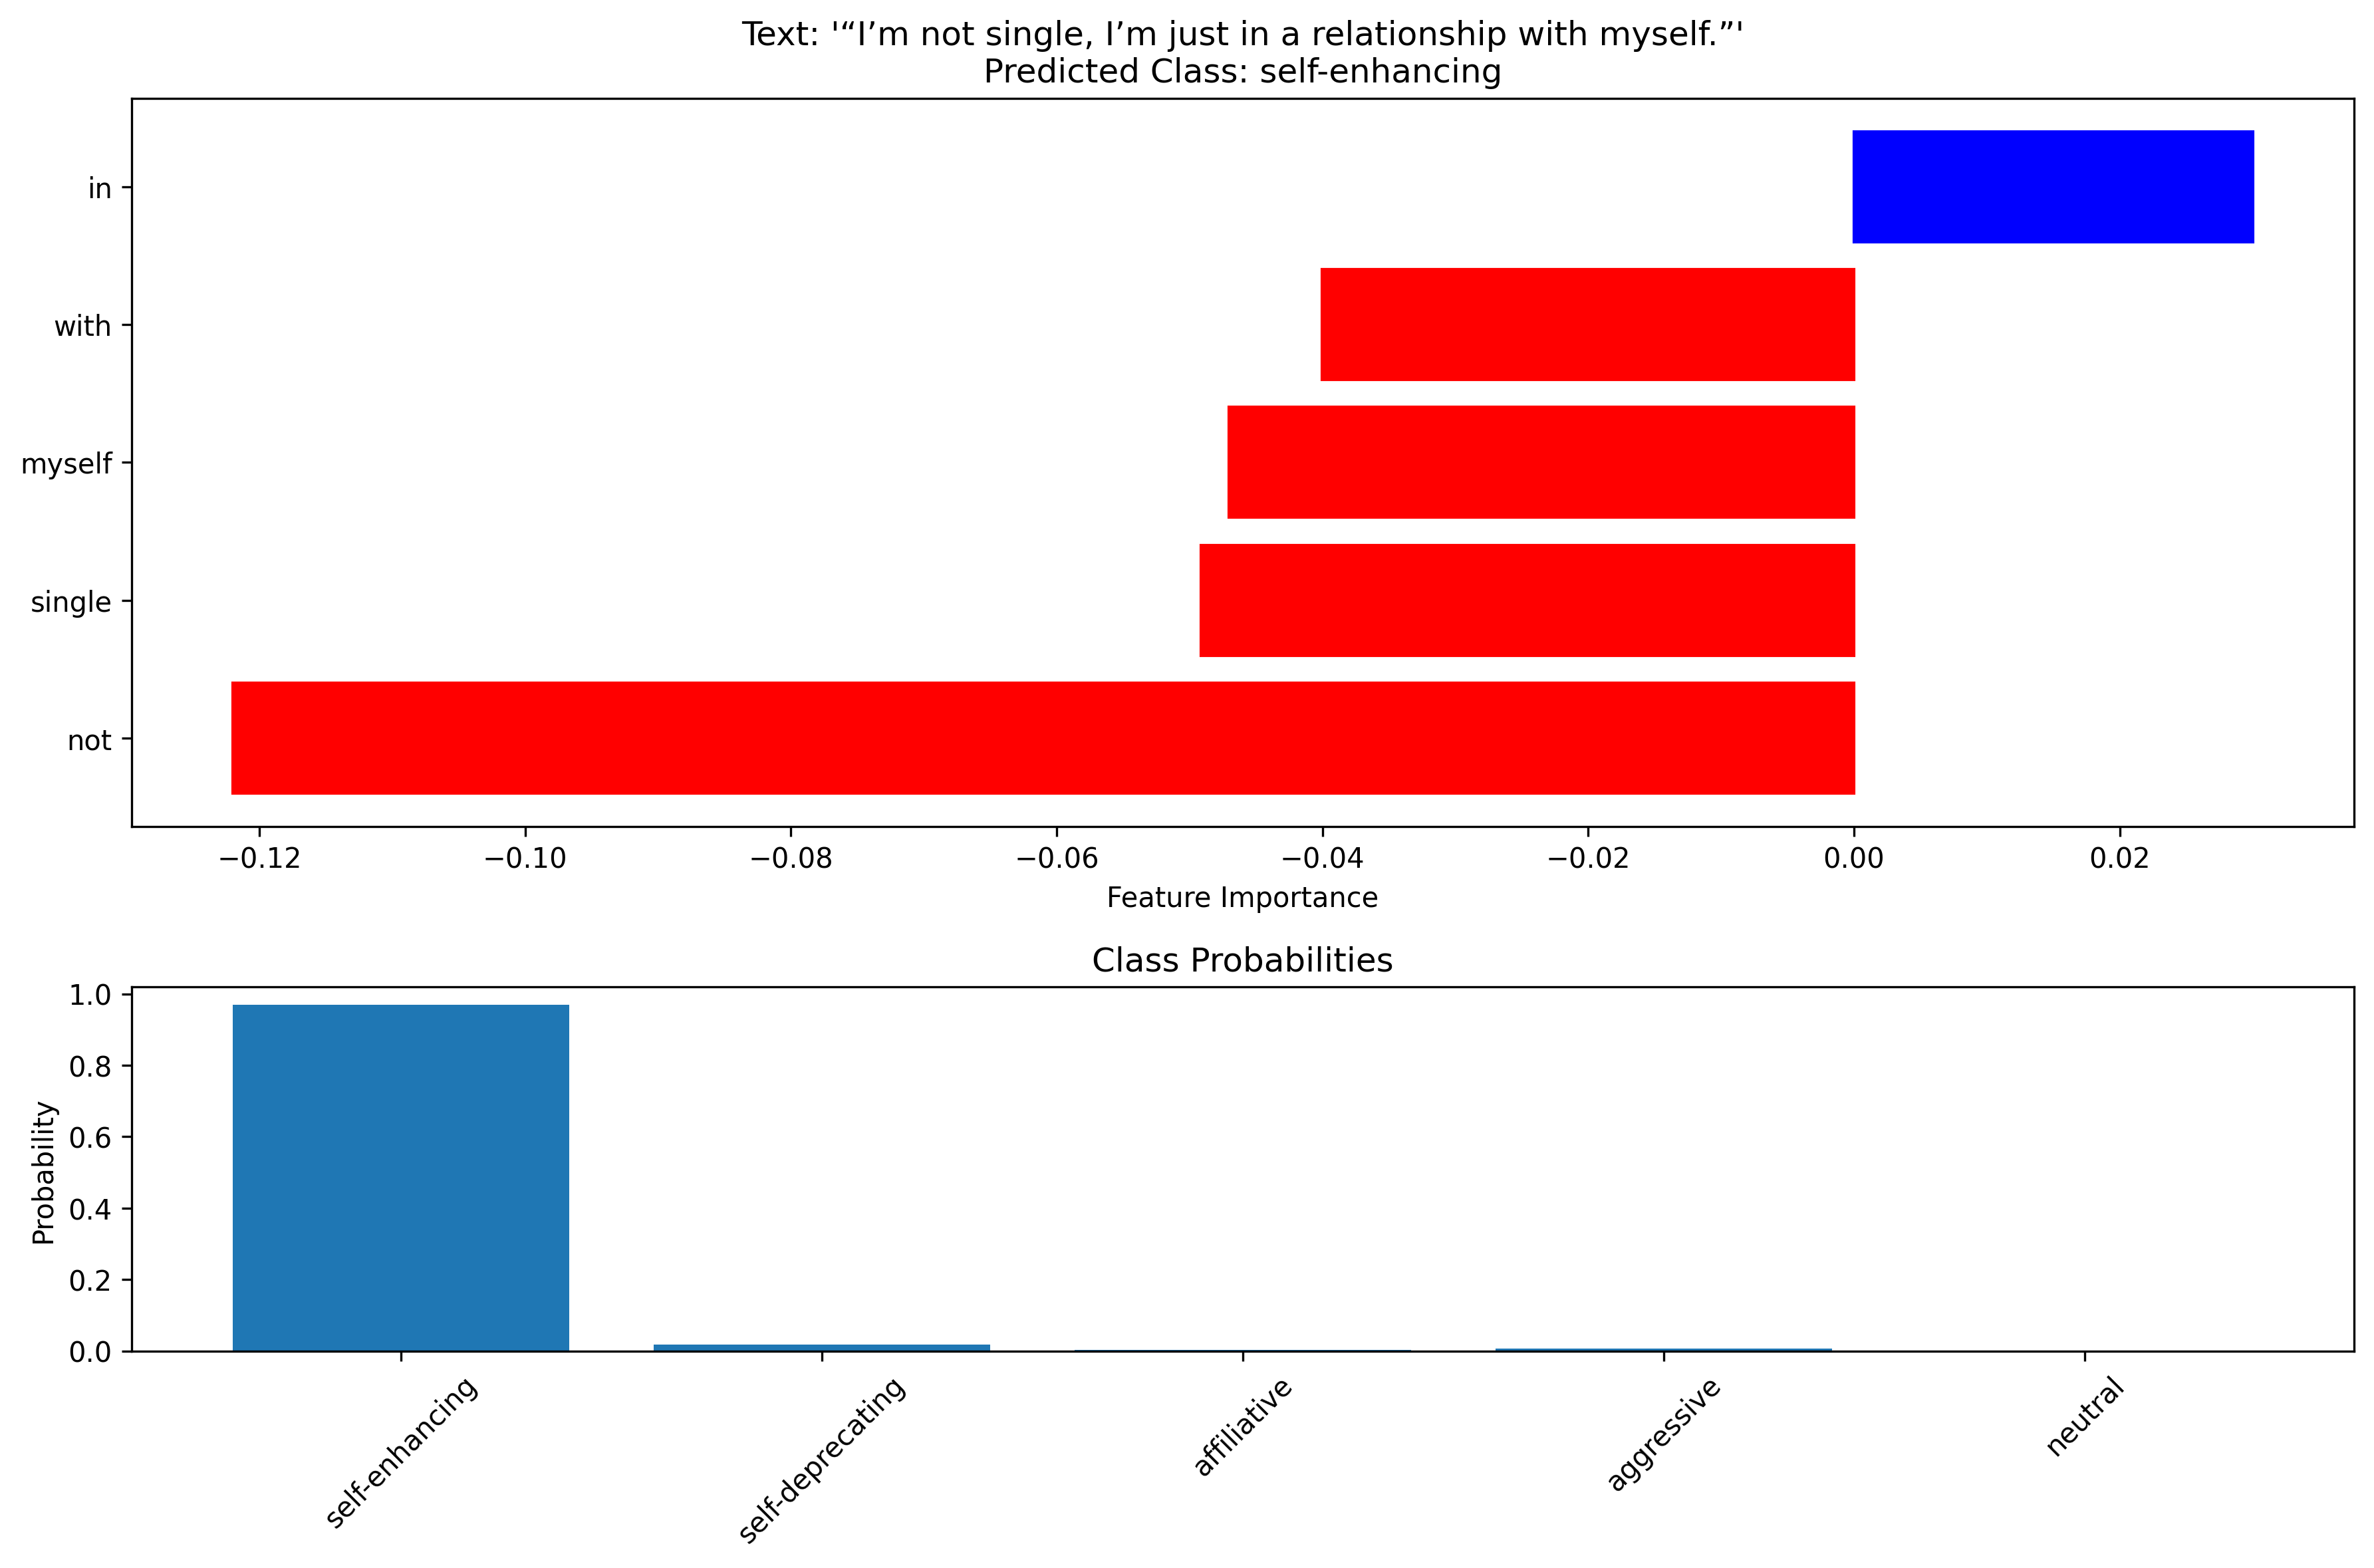 Text: '“I’m not single, I’m just in a relationship with myself.”'
Predicted Class: self-enhancing
in
with
myself
single
not
−0.12 −0.10 −0.08 −0.06 −0.04 −0.02 0.00 0.02
Feature Importance
Class Probabilities
1.0
0.8
0.6
0.4
0.2
0.0
Probability
self-enhancing self-deprecating affiliative aggressive neutral